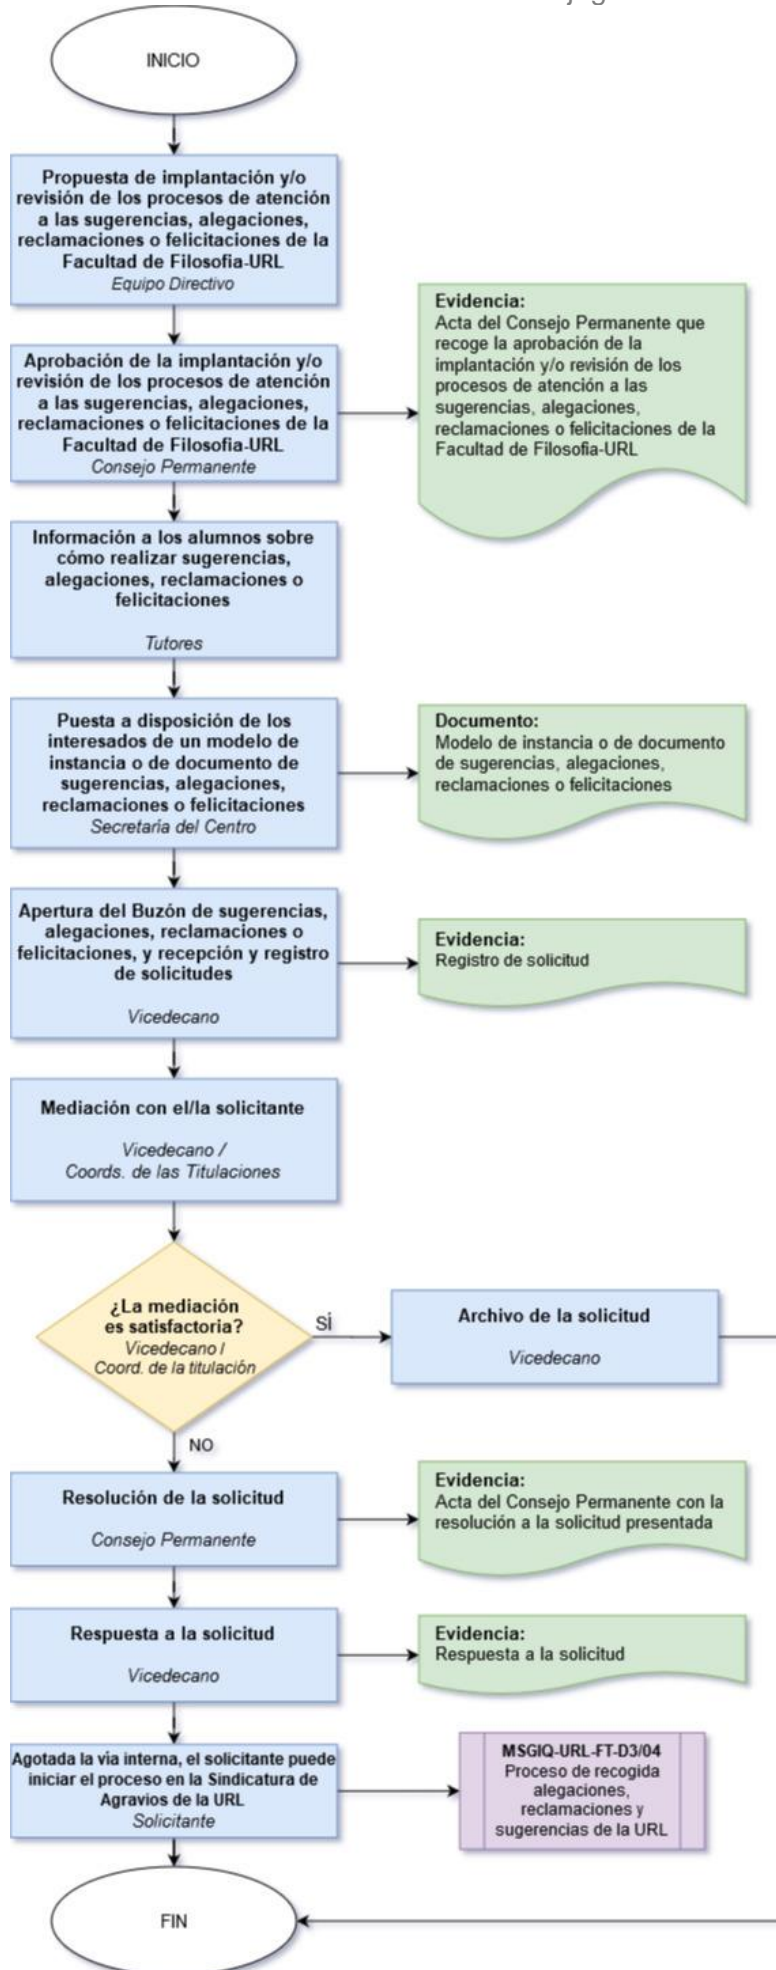 INICIO
Propuesta de implantación y/o
revisión de los procesos de atención
a las sugerencias, alegaciones,
reclamaciones o felicitaciones de la
Facultad de Filosofia-URL
Equipo Directivo
Aprobación de la implantación y/o
revisión de los procesos de atención
a las sugerencias, alegaciones,
reclamaciones o felicitaciones de la
Facultad de Filosofia-URL
Consejo Permanente
Evidencia:
Acta del Consejo Permanente que
recoge la aprobación de la
implantación y/o revisión de los
procesos de atención a las
sugerencias, alegaciones,
reclamaciones o felicitaciones de la
Facultad de Filosofia-URL
Información a los alumnos sobre
cómo realizar sugerencias,
alegaciones, reclamaciones o
felicitaciones
Tutores
Puesta a disposición de los
interesados de un modelo de
instancia o de documento de
sugerencias, alegaciones,
reclamaciones o felicitaciones
Secretaría del Centro
Documento:
Modelo de instancia o de documento
de sugerencias, alegaciones,
reclamaciones o felicitaciones
Apertura del Buzón de sugerencias,
alegaciones, reclamaciones o
felicitaciones, y recepción y registro
de solicitudes
Vicedecano
Evidencia:
Registro de solicitud
Mediación con el/la solicitante
Vicedecano /
Coords. de las Titulaciones
¿La mediación
es satisfactoria?
Vicedecano /
Coord. de la titulación
SÍ
Archivo de la solicitud
Vicedecano
NO
Resolución de la solicitud
Consejo Permanente
Evidencia:
Acta del Consejo Permanente con la
resolución a la solicitud presentada
Respuesta a la solicitud
Vicedecano
Evidencia:
Respuesta a la solicitud
Agotada la vía interna, el solicitante puede
iniciar el proceso en la Sindicatura de
Agravios de la URL
Solicitante
MSGIQ-URL-FT-D3/04
Proceso de recogida
alegaciones,
reclamaciones y
sugerencias de la URL
FIN